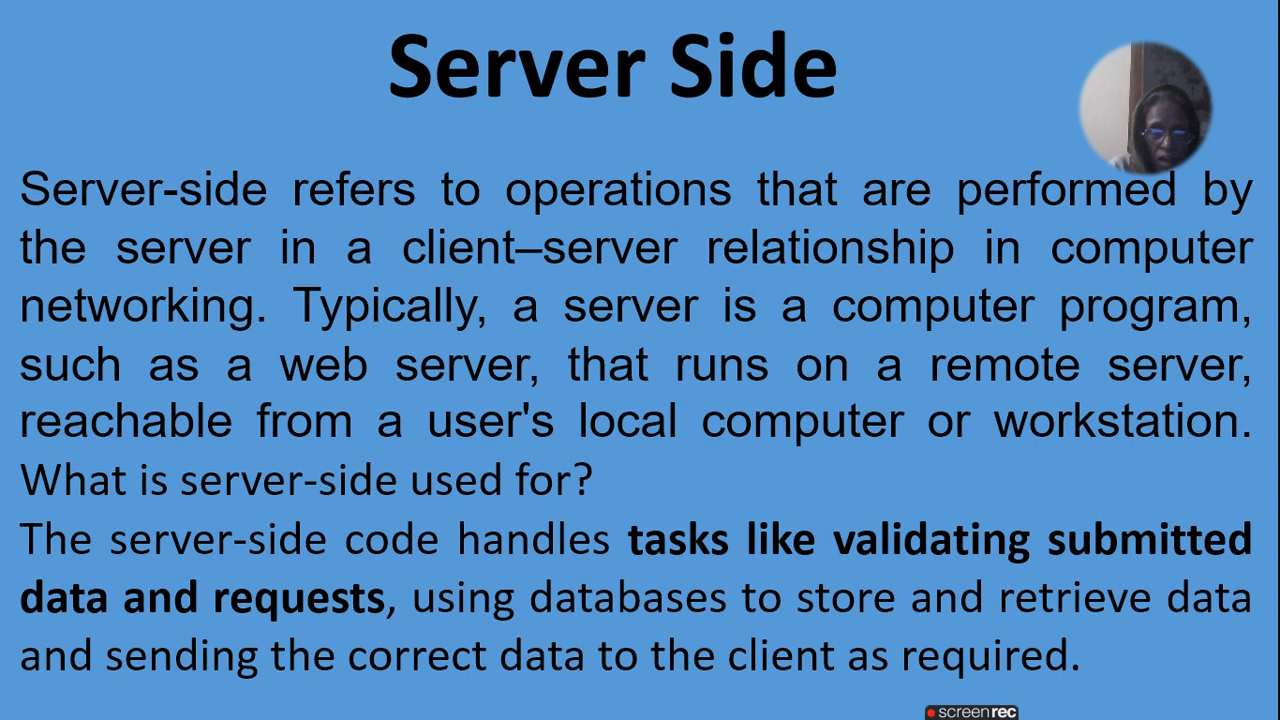 Server Side
Server-side refers to operations that are performed by
the server in a client–server relationship in computer
networking. Typically, a server is a computer program,
such as a web server, that runs on a remote server,
reachable from a user's local computer or workstation.
What is server-side used for?
The server-side code handles tasks like validating submitted
data and requests, using databases to store and retrieve data
and sending the correct data to the client as required.
screenrec